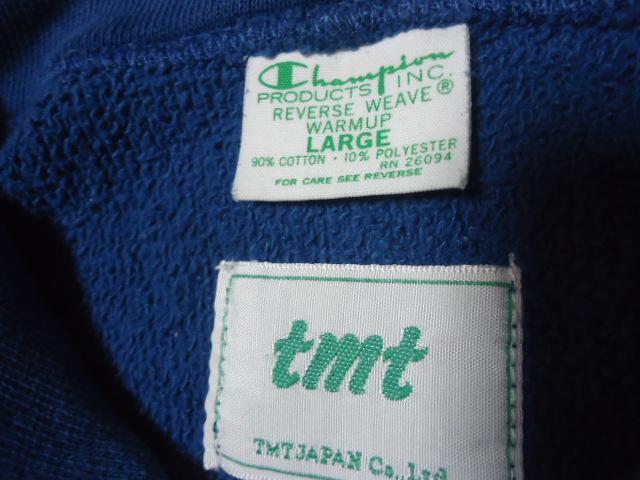 Champion
PRODUCTS INC.
REVERSE WEAVE®
WARMUP
LARGE
90% COTTON · 10% POLYESTER
RN 26094
FOR CARE SEE REVERSE
tmt
TMT JAPAN Co.,Ltd